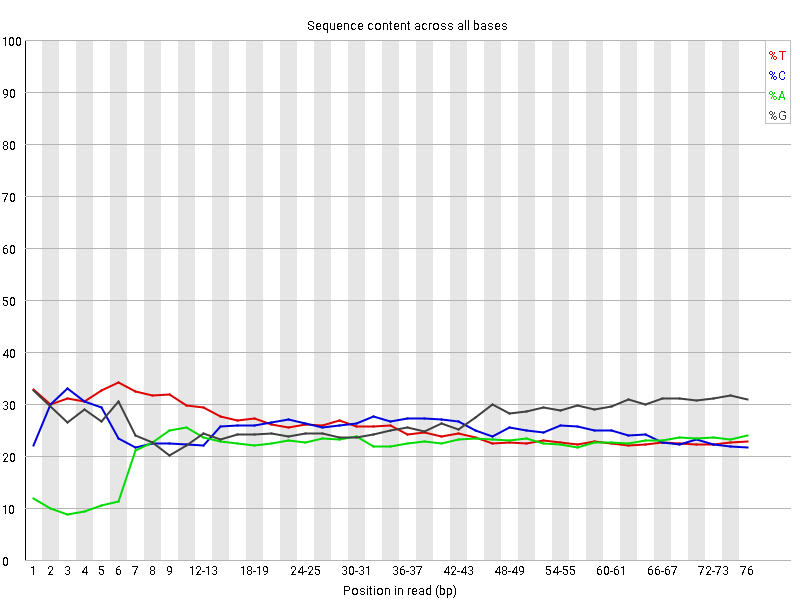 Sequence content across all bases
100
90
80
70
60
50
40
30
20
10
0
%T
%C
%A
%G
1 2 3 4 5 6 7 8 9 12-13 18-19 24-25 30-31 36-37 42-43 48-49 54-55 60-61 66-67 72-73 76
Position in read (bp)